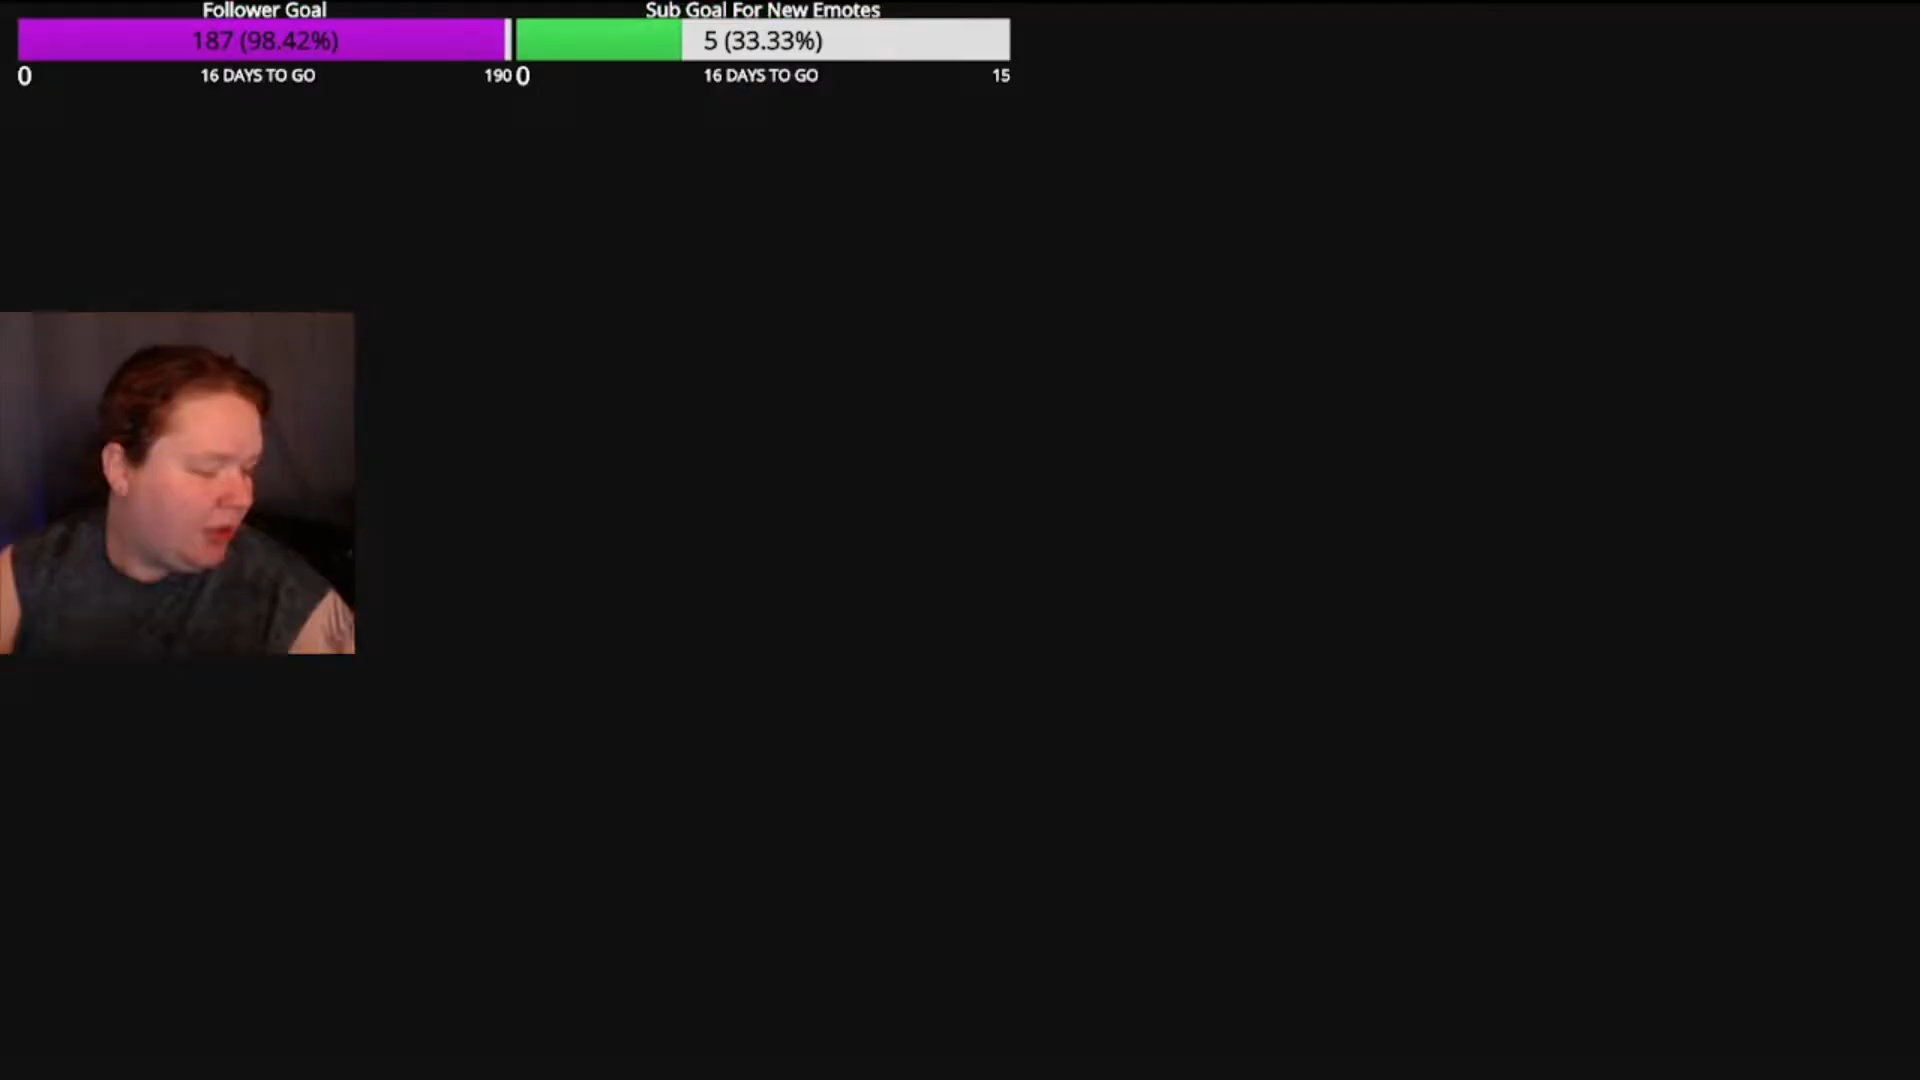 Follower Goal
187 (98.42%)
0 16 DAYS TO GO 190
Sub Goal For New Emotes
5 (33.33%)
0 16 DAYS TO GO 15